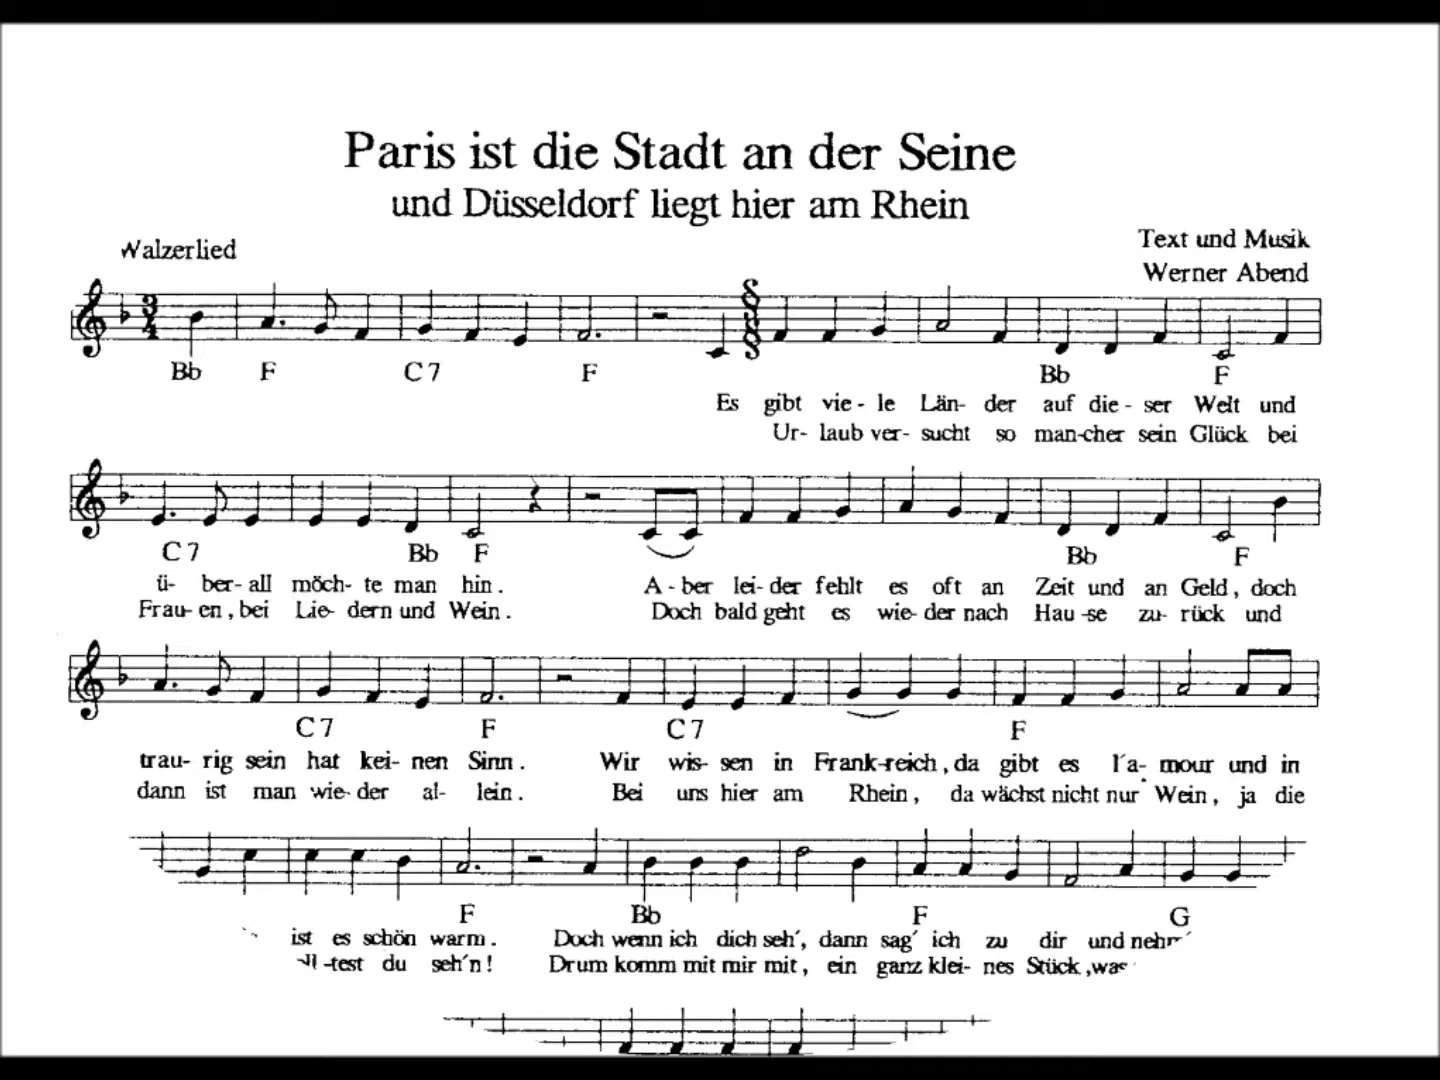 Paris ist die Stadt an der Seine
und Düsseldorf liegt hier am Rhein
Walzerlied
Text und Musik
Werner Abend
3
4
Bb F C7 F Bb F
Es gibt vie- le Län- der auf die- ser Welt und
Ur- laub ver- sucht so man-cher sein Glück bei
C7 Bb F Bb F
ü- ber- all möch- te man hin. A - ber lei- der fehlt es oft an Zeit und an Geld, doch
Frau- en, bei Lie- dern und Wein. Doch bald geht es wie- der nach Hau -se zu- rück und
C7 F C7 F
trau- rig sein hat kei- nen Sinn. Wir wis- sen in Frank-reich, da gibt es l'a- mour und in
dann ist man wie- der al- lein. Bei uns hier am Rhein, da wächst nicht nur Wein, ja die
F Bb F G
ist es schön warm. Doch wenn ich dich seh', dann sag' ich zu dir und nehm
-test du seh'n! Drum komm mit mir mit, ein ganz klei- nes Stück, was